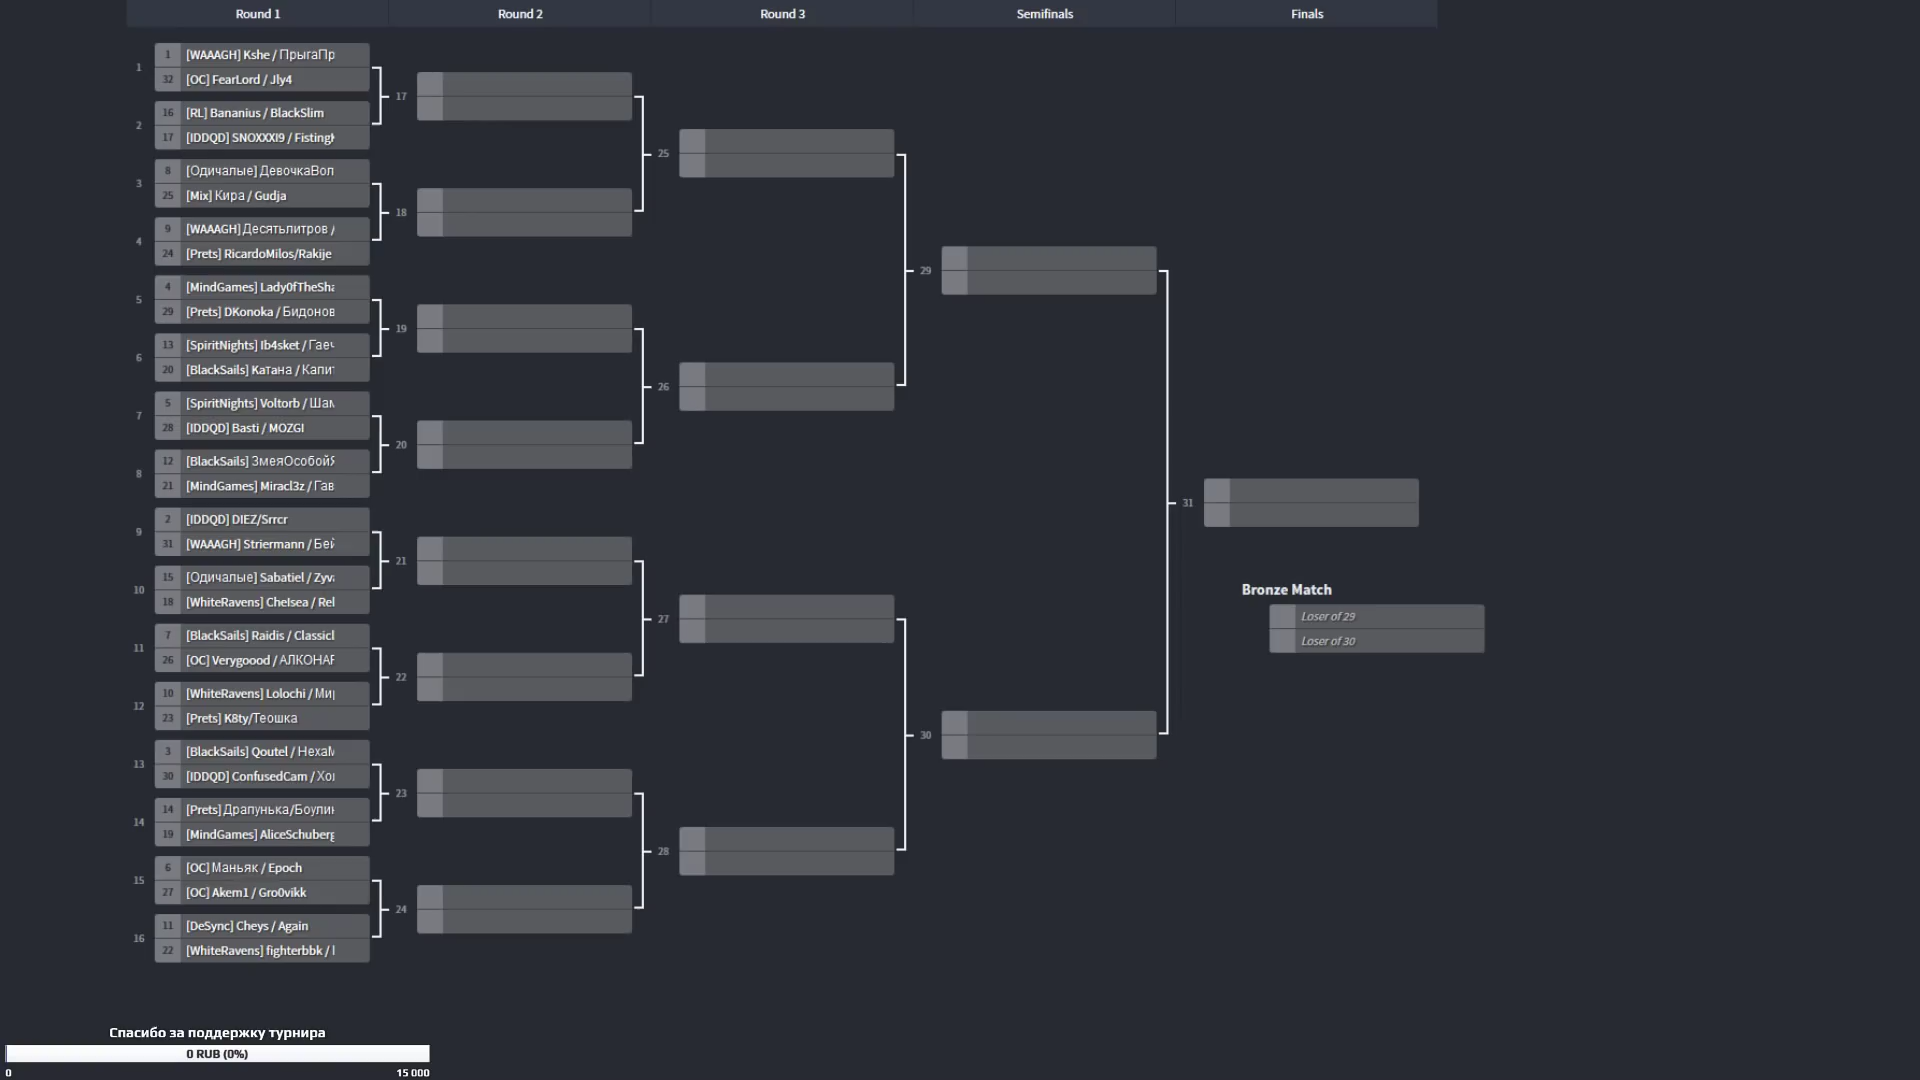 Round 1
Round 2
Round 3
Semifinals
Finals
1
1 [WAAAGH] Kshe / ПрыгаПр
32 [OC] FearLord / Jly4
2
16 [RL] Bananius / BlackSlim
17 [IDDQD] SNOXXXI9 / Fisting
3
8 [Одичалые] ДевочкаВол
25 [Mix] Кира / Gudja
4
9 [WAAAGH] Десятьлитров /
24 [Prets] RicardoMilos/Rakije
5
4 [MindGames] Lady0fTheSha
29 [Prets] DKonoka / Бидонов
6
13 [SpiritNights] Ib4sket / Гаеч
20 [BlackSails] Катана / Капит
7
5 [SpiritNights] Voltorb / Шам
28 [IDDQD] Basti / MOZGI
8
12 [BlackSails] ЗмеяОсобойЯ
21 [MindGames] Miracl3z / Гав
9
2 [IDDQD] DIEZ/Srrcr
31 [WAAAGH] Striermann / Бей
10
15 [Одичалые] Sabatiel / Zyva
18 [WhiteRavens] Chelsea / Rel
11
7 [BlackSails] Raidis / Classicl
26 [OC] Verygoood / АЛКОНАР
12
10 [WhiteRavens] Lolochi / Ми
23 [Prets] K8ty/Теошка
13
3 [BlackSails] Qoutel / НехаМ
30 [IDDQD] ConfusedCam / Хо
14
14 [Prets] Драпунька/Боулин
19 [MindGames] AliceSchuberg
15
6 [OC] Маньяк / Epoch
27 [OC] Akem1 / Gro0vikk
16
11 [DeSync] Cheys / Again
22 [WhiteRavens] fighterbbk /
17
18
19
20
21
22
23
24
25
26
27
28
29
30
31
Bronze Match
Loser of 29
Loser of 30
Спасибо за поддержку турнира
0 RUB (0%)
0
15 000